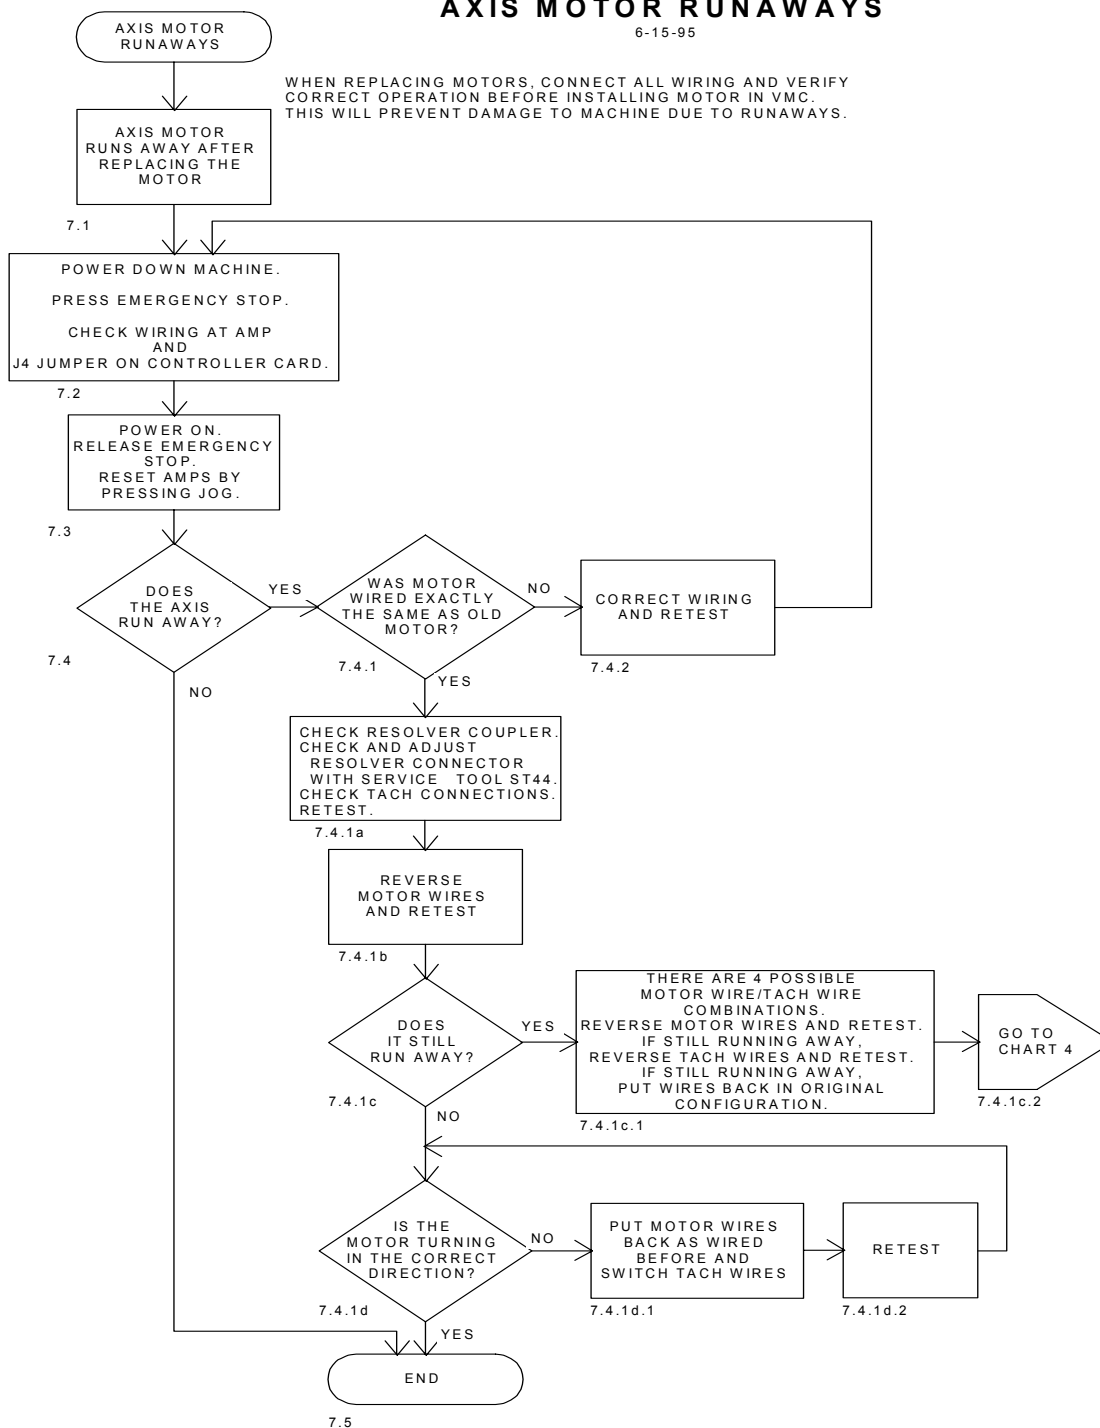 AXIS MOTOR RUNAWAYS
6-15-95
AXIS MOTOR
RUNAWAYS
WHEN REPLACING MOTORS, CONNECT ALL WIRING AND VERIFY
CORRECT OPERATION BEFORE INSTALLING MOTOR IN VMC.
THIS WILL PREVENT DAMAGE TO MACHINE DUE TO RUNAWAYS.
AXIS MOTOR
RUNS AWAY AFTER
REPLACING THE
MOTOR
7.1
POWER DOWN MACHINE.
PRESS EMERGENCY STOP.
CHECK WIRING AT AMP
AND
J4 JUMPER ON CONTROLLER CARD.
7.2
POWER ON.
RELEASE EMERGENCY
STOP.
RESET AMPS BY
PRESSING JOG.
7.3
DOES
THE AXIS
RUN AWAY?
7.4
YES
NO
WAS MOTOR
WIRED EXACTLY
THE SAME AS OLD
MOTOR?
7.4.1
NO
YES
CORRECT WIRING
AND RETEST
7.4.2
CHECK RESOLVER COUPLER.
CHECK AND ADJUST
RESOLVER CONNECTOR
WITH SERVICE TOOL ST44.
CHECK TACH CONNECTIONS.
RETEST.
7.4.1a
REVERSE
MOTOR WIRES
AND RETEST
7.4.1b
DOES
IT STILL
RUN AWAY?
7.4.1c
YES
NO
THERE ARE 4 POSSIBLE
MOTOR WIRE/TACH WIRE
COMBINATIONS.
REVERSE MOTOR WIRES AND RETEST.
IF STILL RUNNING AWAY,
REVERSE TACH WIRES AND RETEST.
IF STILL RUNNING AWAY,
PUT WIRES BACK IN ORIGINAL
CONFIGURATION.
7.4.1c.1
GO TO
CHART 4
7.4.1c.2
IS THE
MOTOR TURNING
IN THE CORRECT
DIRECTION?
7.4.1d
NO
YES
PUT MOTOR WIRES
BACK AS WIRED
BEFORE AND
SWITCH TACH WIRES
7.4.1d.1
RETEST
7.4.1d.2
END
7.5